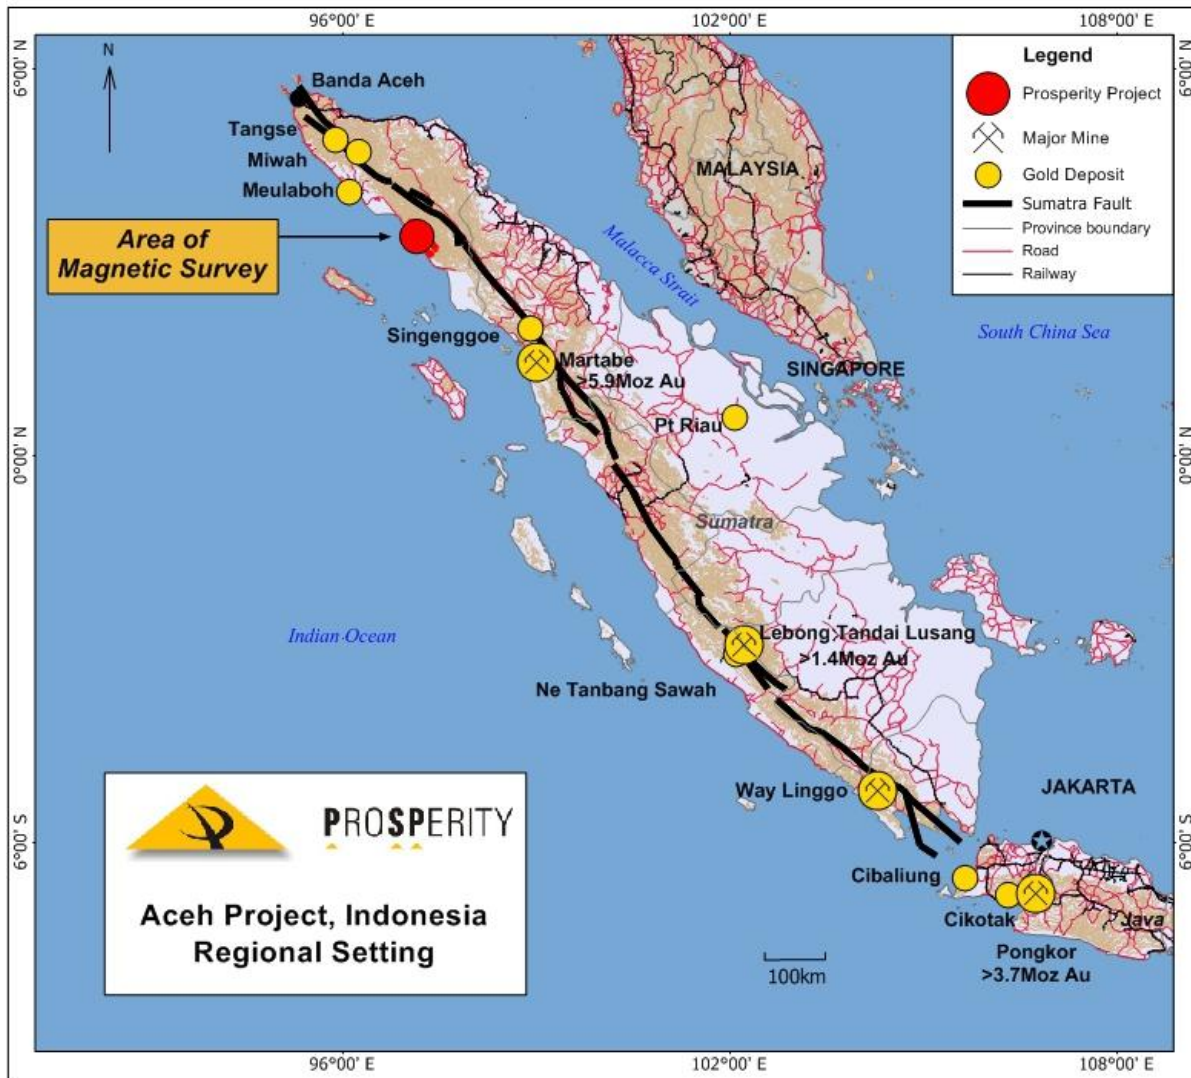 96°00' E
102°00' E
108°00' E
6°00' N
6°00' N
N
Legend
Prosperity Project
Major Mine
Gold Deposit
Sumatra Fault
Province boundary
Road
Railway
Banda Aceh
Tangse
Miwah
Meulaboh
Area of
Magnetic Survey
MALAYSIA
Malacca Strait
South China Sea
Singenggoe
Martabe
>5.9Moz Au
SINGAPORE
Pt Riau
0°00' N
0°00' N
Sumatra
Indian Ocean
Lebong Tandai Lusang
>1.4Moz Au
Ne Tanbang Sawah
Way Linggo
JAKARTA
6°00' S
6°00' S
PROSPERITY
Aceh Project, Indonesia
Regional Setting
Cibaliung
Cikotak
Java
Pongkor
>3.7Moz Au
100km
96°00' E
102°00' E
108°00' E